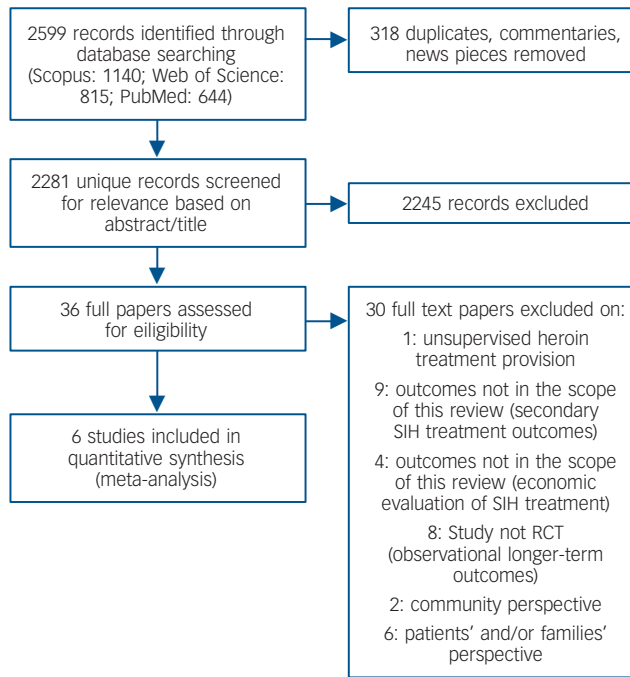 2599 records identified through
database searching
(Scopus: 1140; Web of Science:
815; PubMed: 644)
318 duplicates, commentaries,
news pieces removed
2281 unique records screened
for relevance based on
abstract/title
2245 records excluded
36 full papers assessed
for eiligibility
30 full text papers excluded on:
1: unsupervised heroin
treatment provision
9: outcomes not in the scope
of this review (secondary
SIH treatment outcomes)
4: outcomes not in the scope
of this review (economic
evaluation of SIH treatment)
8: Study not RCT
(observational longer-term
outcomes)
2: community perspective
6: patients’ and/or families’
perspective
6 studies included in
quantitative synthesis
(meta-analysis)